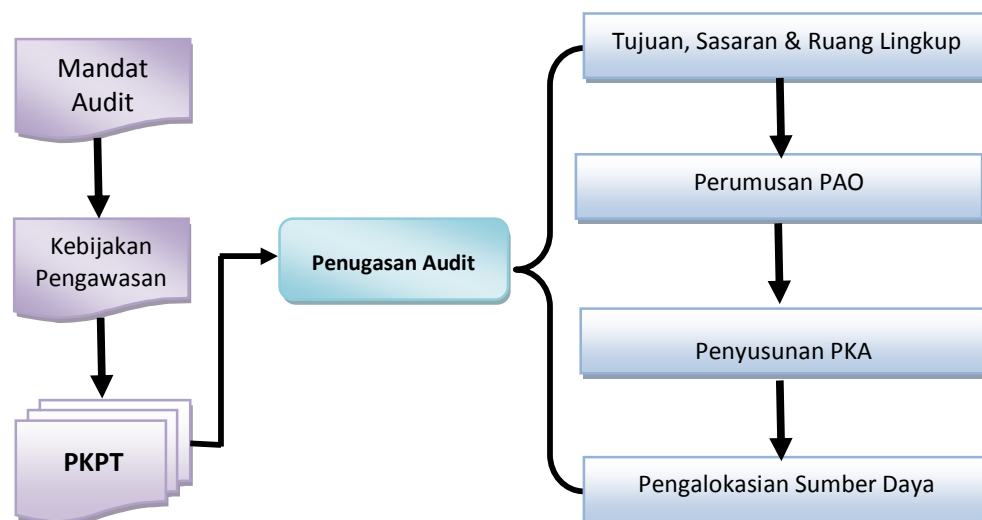 Mandat
Audit
Kebijakan
Pengawasan
PKPT
Penugasan Audit
Tujuan, Sasaran & Ruang Lingkup
Perumusan PAO
Penyusunan PKA
Pengalokasian Sumber Daya